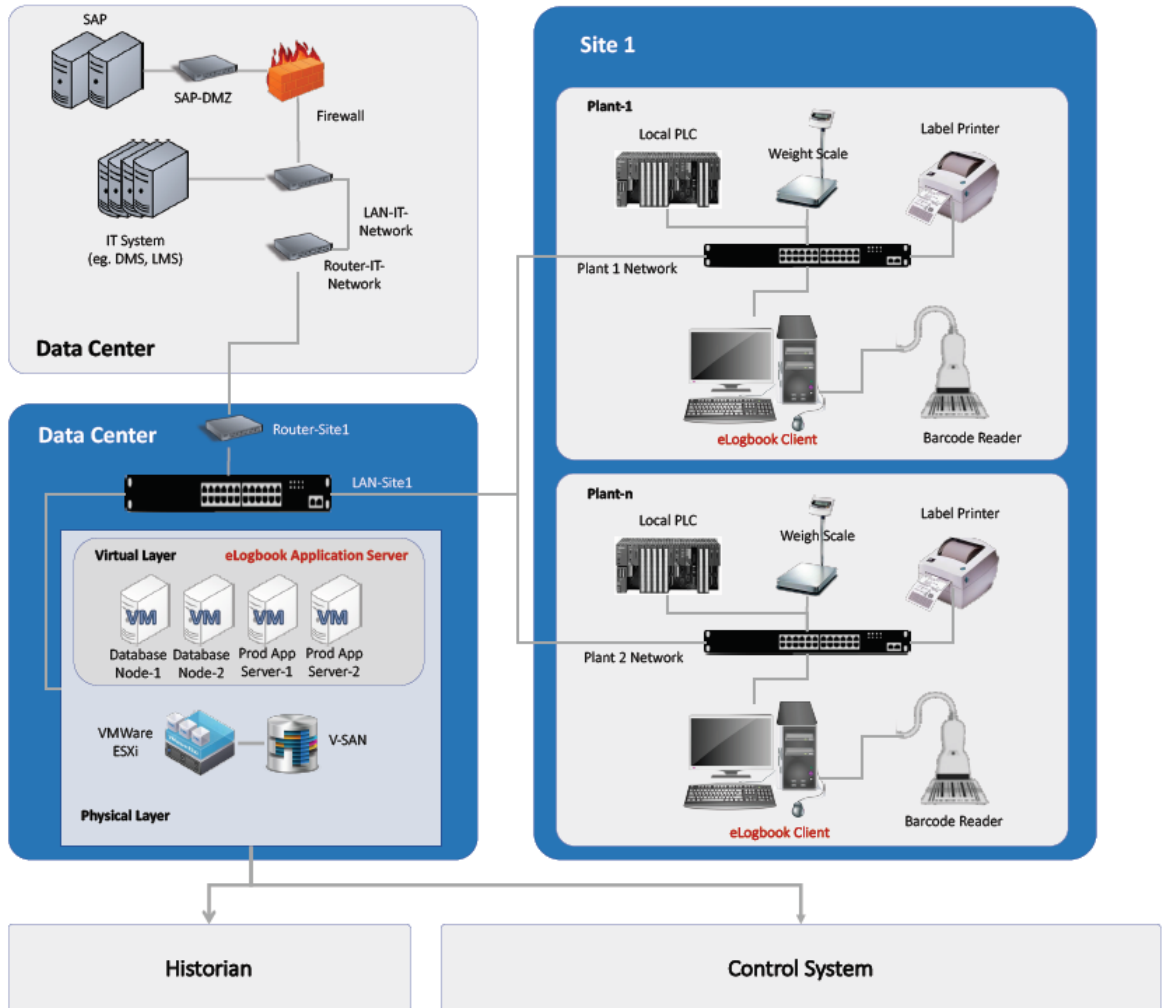 SAP
SAP-DMZ
Firewall
IT System
(eg. DMS, LMS)
LAN-IT-
Network
Router-IT-
Network
Data Center
Data Center
Router-Site1
LAN-Site1
Virtual Layer
eLogbook Application Server
VM
VM
VM
VM
Database
Node-1
Database
Node-2
Prod App
Server-1
Prod App
Server-2
VMWare
ESXi
V-SAN
Physical Layer
Site 1
Plant-1
Local PLC
Weight Scale
Label Printer
Plant 1 Network
eLogbook Client
Barcode Reader
Plant-n
Local PLC
Weigh Scale
Label Printer
Plant 2 Network
eLogbook Client
Barcode Reader
Historian
Control System